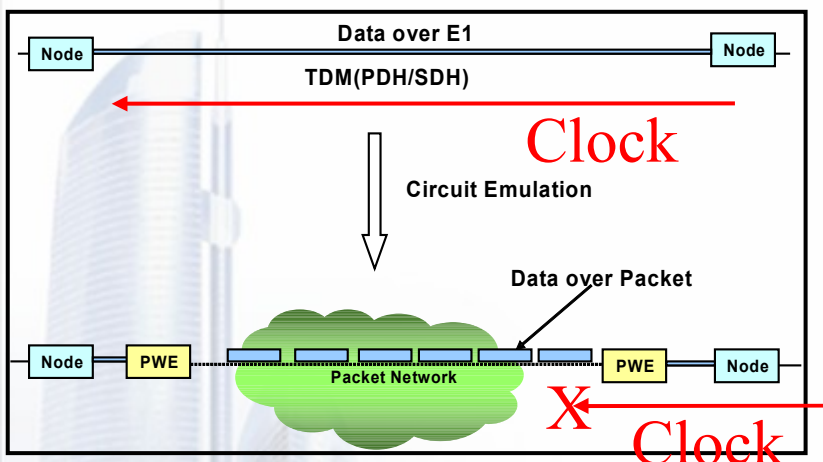 Data over E1
Node
Node
TDM(PDH/SDH)
Clock
Circuit Emulation
Data over Packet
Node
PWE
PWE
Node
Packet Network
X
Clock